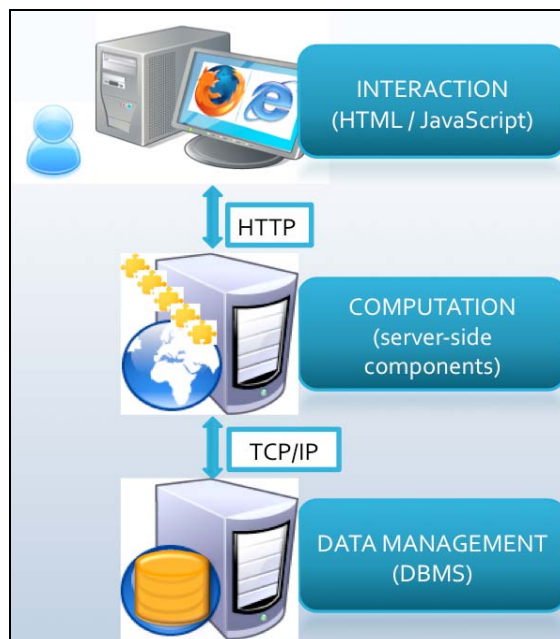 INTERACTION
(HTML / JavaScript)
HTTP
COMPUTATION
(server-side
components)
TCP/IP
DATA MANAGEMENT
(DBMS)